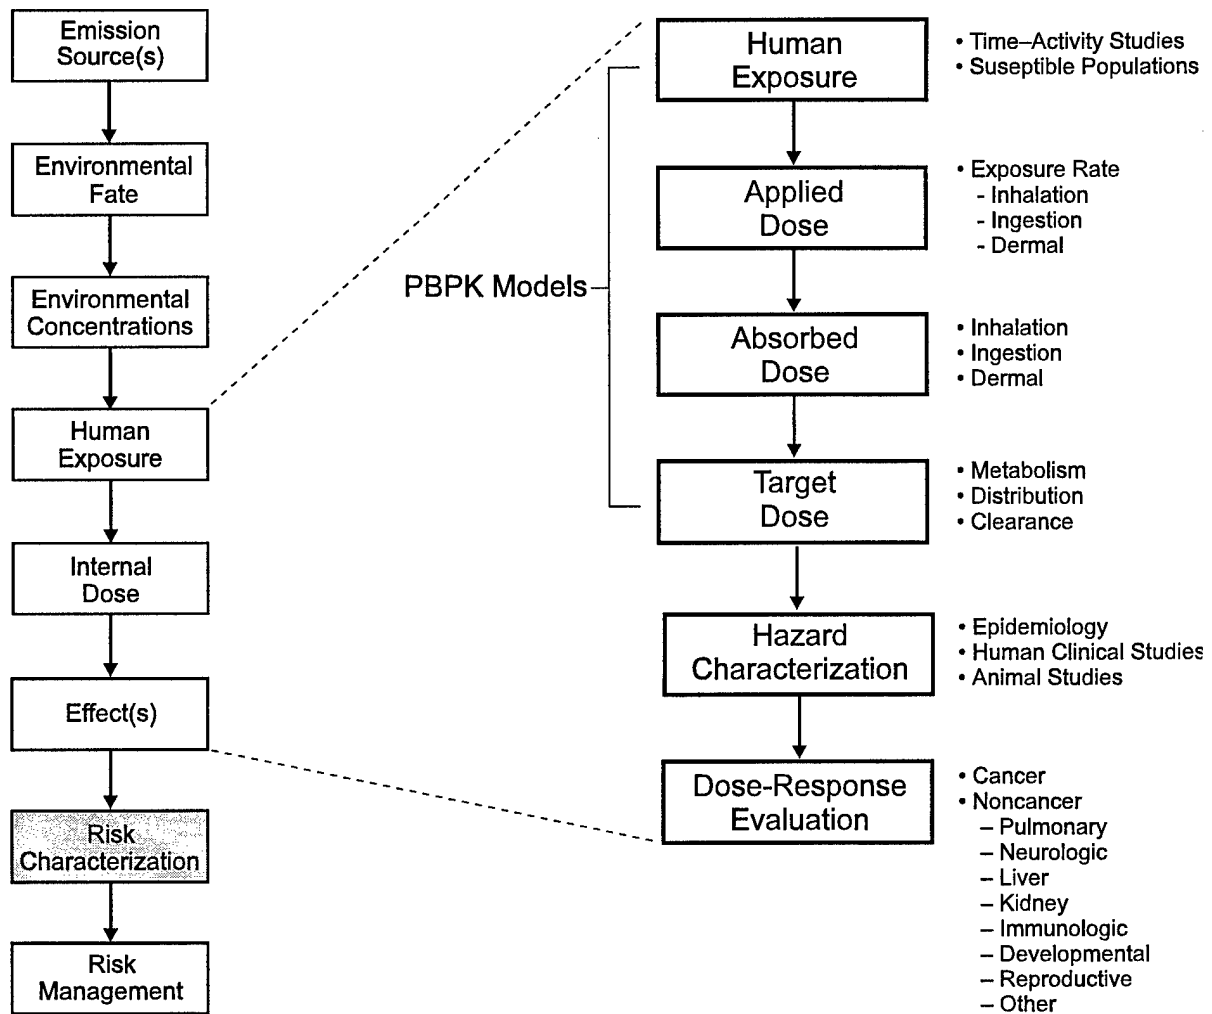 Emission
Source(s)
Environmental
Fate
Environmental
Concentrations
Human
Exposure
Internal
Dose
Effect(s)
Risk
Characterization
Risk
Management
PBPK Models
Human
Exposure
• Time–Activity Studies
• Suseptible Populations
Applied
Dose
• Exposure Rate
- Inhalation
- Ingestion
- Dermal
Absorbed
Dose
• Inhalation
• Ingestion
• Dermal
Target
Dose
• Metabolism
• Distribution
• Clearance
Hazard
Characterization
• Epidemiology
• Human Clinical Studies
• Animal Studies
Dose-Response
Evaluation
• Cancer
• Noncancer
– Pulmonary
– Neurologic
– Liver
– Kidney
– Immunologic
– Developmental
– Reproductive
– Other